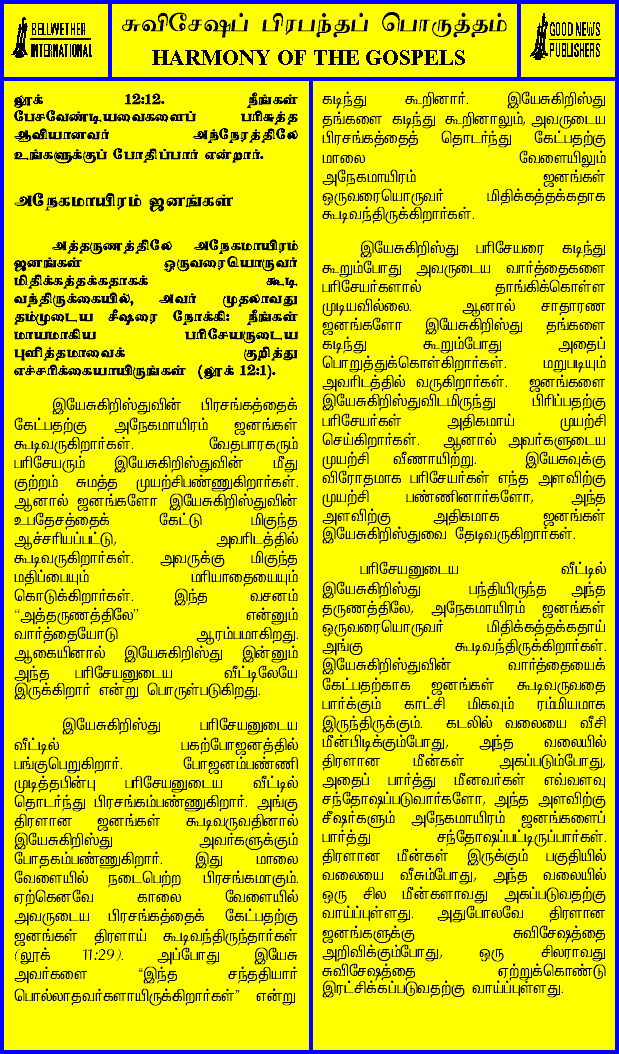 BELLWETHER
INTERNATIONAL
சுவிசேஷப் பிரபந்தப் பொருத்தம்
HARMONY OF THE GOSPELS
GOOD NEWS
PUBLISHERS
லூக் 12:12. நீங்கள்
பேசவேண்டியவைகளைப் பரிசுத்த
ஆவியானவர் அந்நேரத்திலே
உங்களுக்குப் போதிப்பார் என்றார்.
அநேகமாயிரம் ஜனங்கள்
அத்தருணத்திலே அநேகமாயிரம்
ஜனங்கள் ஒருவரையொருவர்
மிதிக்கத்தக்கதாகக் கூடி
வந்திருக்கையில், அவர் முதலாவது
தம்முடைய சீஷரை நோக்கி: நீங்கள்
மாயமாகிய பரிசேயருடைய
புளித்தமாவைக் குறித்து
எச்சரிக்கையாயிருங்கள் (லூக் 12:1).
இயேசுகிறிஸ்துவின் பிரசங்கத்தைக்
கேட்பதற்கு அநேகமாயிரம் ஜனங்கள்
கூடிவருகிறார்கள். வேதபாரகரும்
பரிசேயரும் இயேசுகிறிஸ்துவின் மீது
குற்றம் சுமத்த முயற்சிபண்ணுகிறார்கள்.
ஆனால் ஜனங்களோ இயேசுகிறிஸ்துவின்
உபதேசத்தைக் கேட்டு மிகுந்த
ஆச்சரியப்பட்டு, அவரிடத்தில்
கூடிவருகிறார்கள். அவருக்கு மிகுந்த
மதிப்பையும் மரியாதையையும்
கொடுக்கிறார்கள். இந்த வசனம்
“அத்தருணத்திலே” என்னும்
வார்த்தையோடு ஆரம்பமாகிறது.
ஆகையினால் இயேசுகிறிஸ்து இன்னும்
அந்த பரிசேயனுடைய வீட்டிலேயே
இருக்கிறார் என்று பொருள்படுகிறது.
இயேசுகிறிஸ்து பரிசேயனுடைய
வீட்டில் பகற்போஜனத்தில்
பங்குபெறுகிறார். போஜனம்பண்ணி
முடித்தபின்பு பரிசேயனுடைய வீட்டில்
தொடர்ந்து பிரசங்கம்பண்ணுகிறார். அங்கு
திரளான ஜனங்கள் கூடிவருவதினால்
இயேசுகிறிஸ்து அவர்களுக்கும்
போதகம்பண்ணுகிறார். இது மாலை
வேளையில் நடைபெற்ற பிரசங்கமாகும்.
ஏற்கெனவே காலை வேளையில்
அவருடைய பிரசங்கத்தைக் கேட்பதற்கு
ஜனங்கள் திரளாய் கூடிவந்திருந்தார்கள்
(லூக் 11:29). அப்போது இயேசு
அவர்களை “இந்த சந்ததியார்
பொல்லாதவர்களாயிருக்கிறார்கள்” என்று
கடிந்து கூறினார். இயேசுகிறிஸ்து
தங்களை கடிந்து கூறினாலும், அவருடைய
பிரசங்கத்தைத் தொடர்ந்து கேட்பதற்கு
மாலை வேளையிலும்
அநேகமாயிரம் ஜனங்கள்
ஒருவரையொருவர் மிதிக்கத்தக்கதாக
கூடிவந்திருக்கிறார்கள்.
இயேசுகிறிஸ்து பரிசேயரை கடிந்து
கூறும்போது அவருடைய வார்த்தைகளை
பரிசேயர்களால் தாங்கிக்கொள்ள
முடியவில்லை. ஆனால் சாதாரண
ஜனங்களோ இயேசுகிறிஸ்து தங்களை
கடிந்து கூறும்போது அதைப்
பொறுத்துக்கொள்கிறார்கள். மறுபடியும்
அவரிடத்தில் வருகிறார்கள். ஜனங்களை
இயேசுகிறிஸ்துவிடமிருந்து பிரிப்பதற்கு
பரிசேயர்கள் அதிகமாய் முயற்சி
செய்கிறார்கள். ஆனால் அவர்களுடைய
முயற்சி வீணாயிற்று. இயேசுவுக்கு
விரோதமாக பரிசேயர்கள் எந்த அளவிற்கு
முயற்சி பண்ணினார்களோ, அந்த
அளவிற்கு அதிகமாக ஜனங்கள்
இயேசுகிறிஸ்துவை தேடிவருகிறார்கள்.
பரிசேயனுடைய வீட்டில்
இயேசுகிறிஸ்து பந்தியிருந்த அந்த
தருணத்திலே, அநேகமாயிரம் ஜனங்கள்
ஒருவரையொருவர் மிதிக்கத்தக்கதாய்
அங்கு கூடிவந்திருக்கிறார்கள்.
இயேசுகிறிஸ்துவின் வார்த்தையைக்
கேட்பதற்காக ஜனங்கள் கூடிவருவதை
பார்க்கும் காட்சி மிகவும் ரம்மியமாக
இருந்திருக்கும். கடலில் வலையை வீசி
மீன்பிடிக்கும்போது, அந்த வலையில்
திரளான மீன்கள் அகப்படும்போது,
அதைப் பார்த்து மீனவர்கள் எவ்வளவு
சந்தோஷப்படுவார்களோ, அந்த அளவிற்கு
சீஷர்களும் அநேகமாயிரம் ஜனங்களைப்
பார்த்து சந்தோஷப்பட்டிருப்பார்கள்.
திரளான மீன்கள் இருக்கும் பகுதியில்
வலையை வீசும்போது, அந்த வலையில்
ஒரு சில மீன்களாவது அகப்படுவதற்கு
வாய்ப்புள்ளது. அதுபோலவே திரளான
ஜனங்களுக்கு சுவிசேஷத்தை
அறிவிக்கும்போது, ஒரு சிலராவது
சுவிசேஷத்தை ஏற்றுக்கொண்டு
இரட்சிக்கப்படுவதற்கு வாய்ப்புள்ளது.